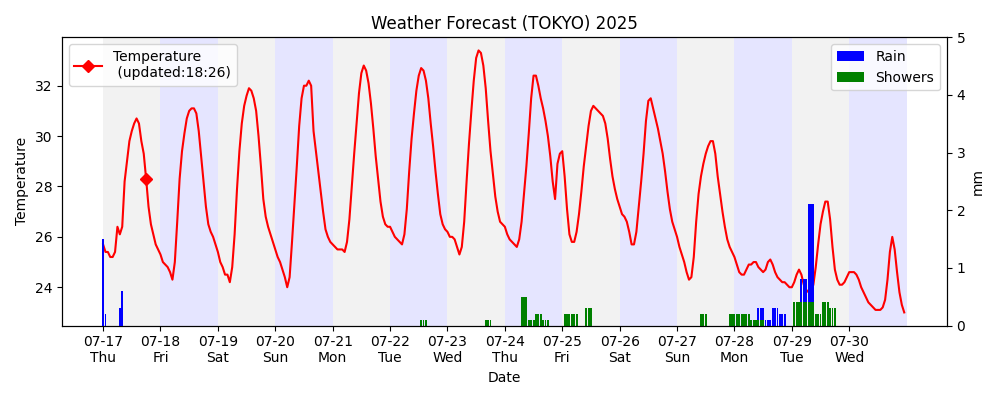 Weather Forecast (TOKYO) 2025
Temperature
(updated:18:26)
Rain
Showers
Temperature
32
30
28
26
24
mm
5
4
3
2
1
0
07-17 07-18 07-19 07-20 07-21 07-22 07-23 07-24 07-25 07-26 07-27 07-28 07-29 07-30
Thu Fri Sat Sun Mon Tue Wed Thu Fri Sat Sun Mon Tue Wed
Date